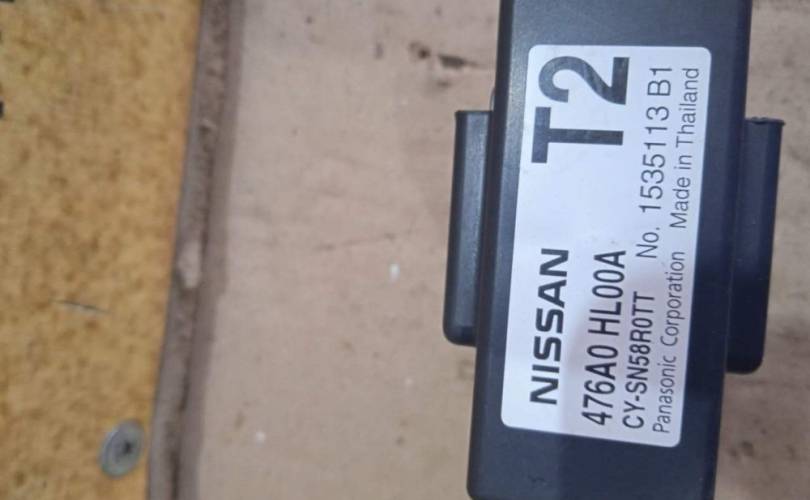 NISSAN T2
476A0 HL00A
CY-SN58R0TT No. 1535113 B1
Panasonic Corporation Made in Thailand